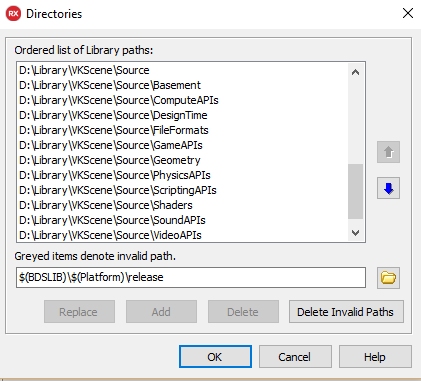 RX Directories
Ordered list of Library paths:
D:\Library\VKScene\Source
D:\Library\VKScene\Source\Basement
D:\Library\VKScene\Source\ComputeAPIs
D:\Library\VKScene\Source\DesignTime
D:\Library\VKScene\Source\FileFormats
D:\Library\VKScene\Source\GameAPIs
D:\Library\VKScene\Source\Geometry
D:\Library\VKScene\Source\PhysicsAPIs
D:\Library\VKScene\Source\ScriptingAPIs
D:\Library\VKScene\Source\Shaders
D:\Library\VKScene\Source\SoundAPIs
D:\Library\VKScene\Source\VideoAPIs
Greyed items denote invalid path.
$(BDSLIB)\$(Platform)\release
Replace Add Delete Delete Invalid Paths
OK Cancel Help